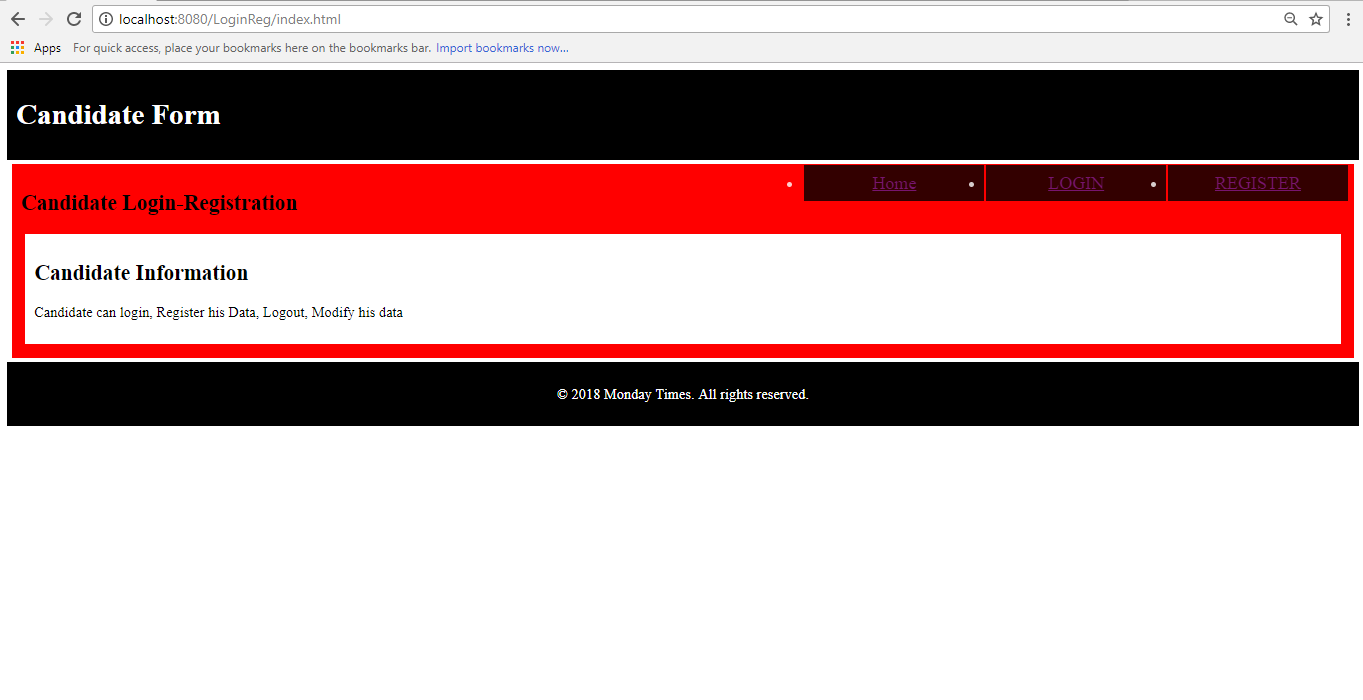 localhost:8080/LoginReg/index.html
Apps For quick access, place your bookmarks here on the bookmarks bar. Import bookmarks now...
Candidate Form
Home LOGIN REGISTER
Candidate Login-Registration
Candidate Information
Candidate can login, Register his Data, Logout, Modify his data
© 2018 Monday Times. All rights reserved.